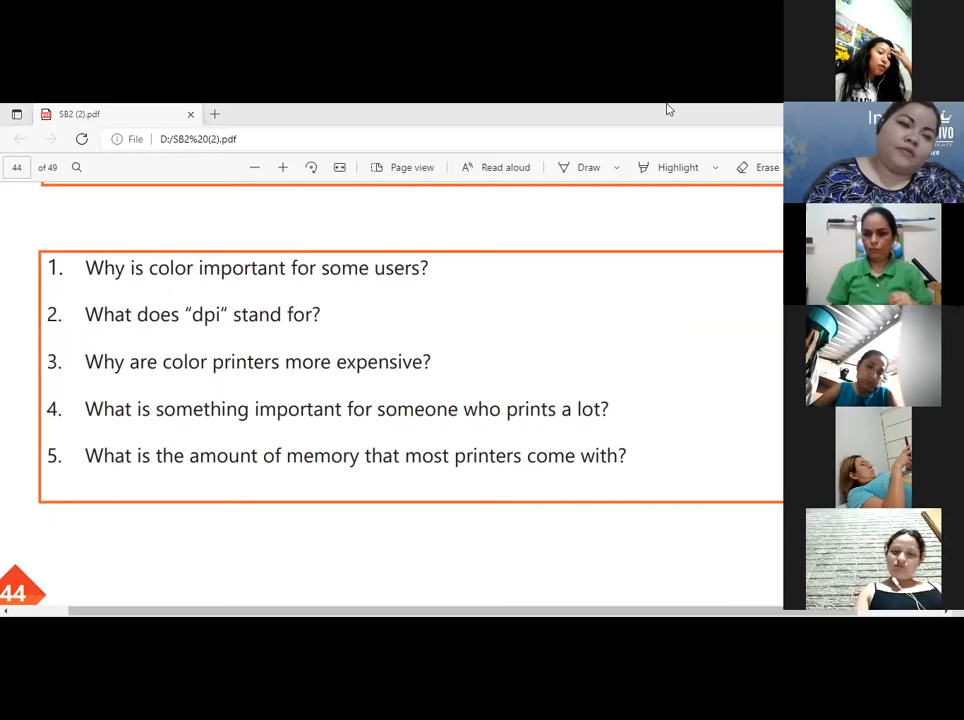 SB2 (2).pdf
File D:/SB2%20(2).pdf
44 of 49 Page view Read aloud Draw Highlight Erase
1. Why is color important for some users?
2. What does “dpi“ stand for?
3. Why are color printers more expensive?
4. What is something important for someone who prints a lot?
5. What is the amount of memory that most printers come with?
44